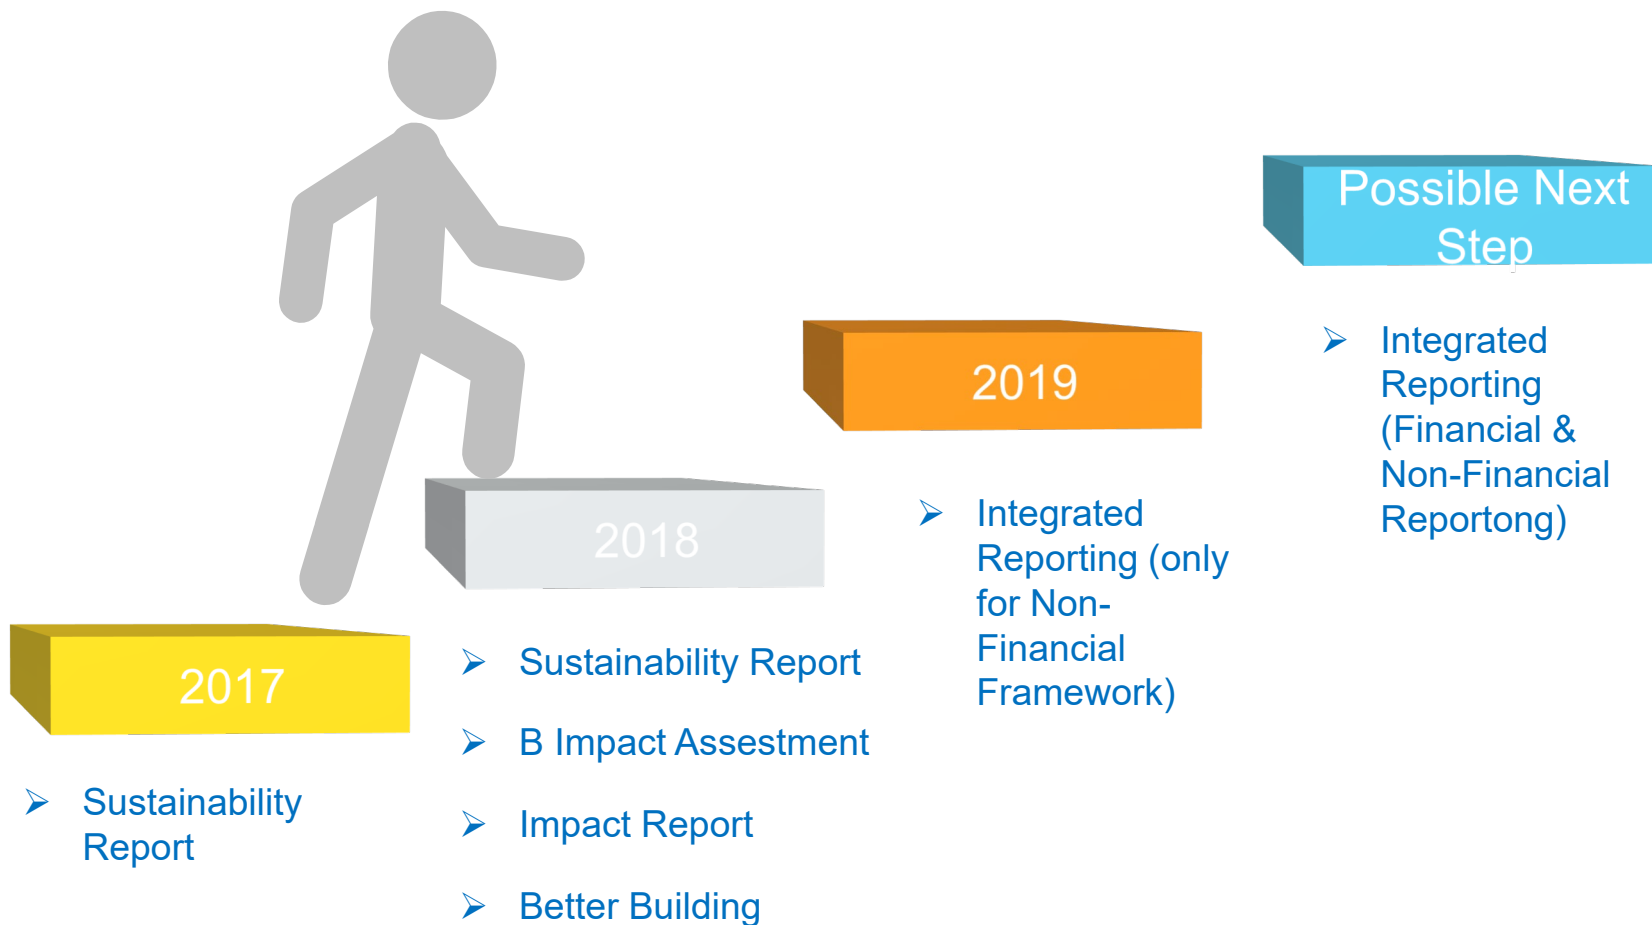 2017
➢ Sustainability
Report
2018
➢ Sustainability Report
➢ B Impact Assestment
➢ Impact Report
➢ Better Building
2019
➢ Integrated
Reporting (only
for Non-
Financial
Framework)
Possible Next
Step
➢ Integrated
Reporting
(Financial &
Non-Financial
Reportong)